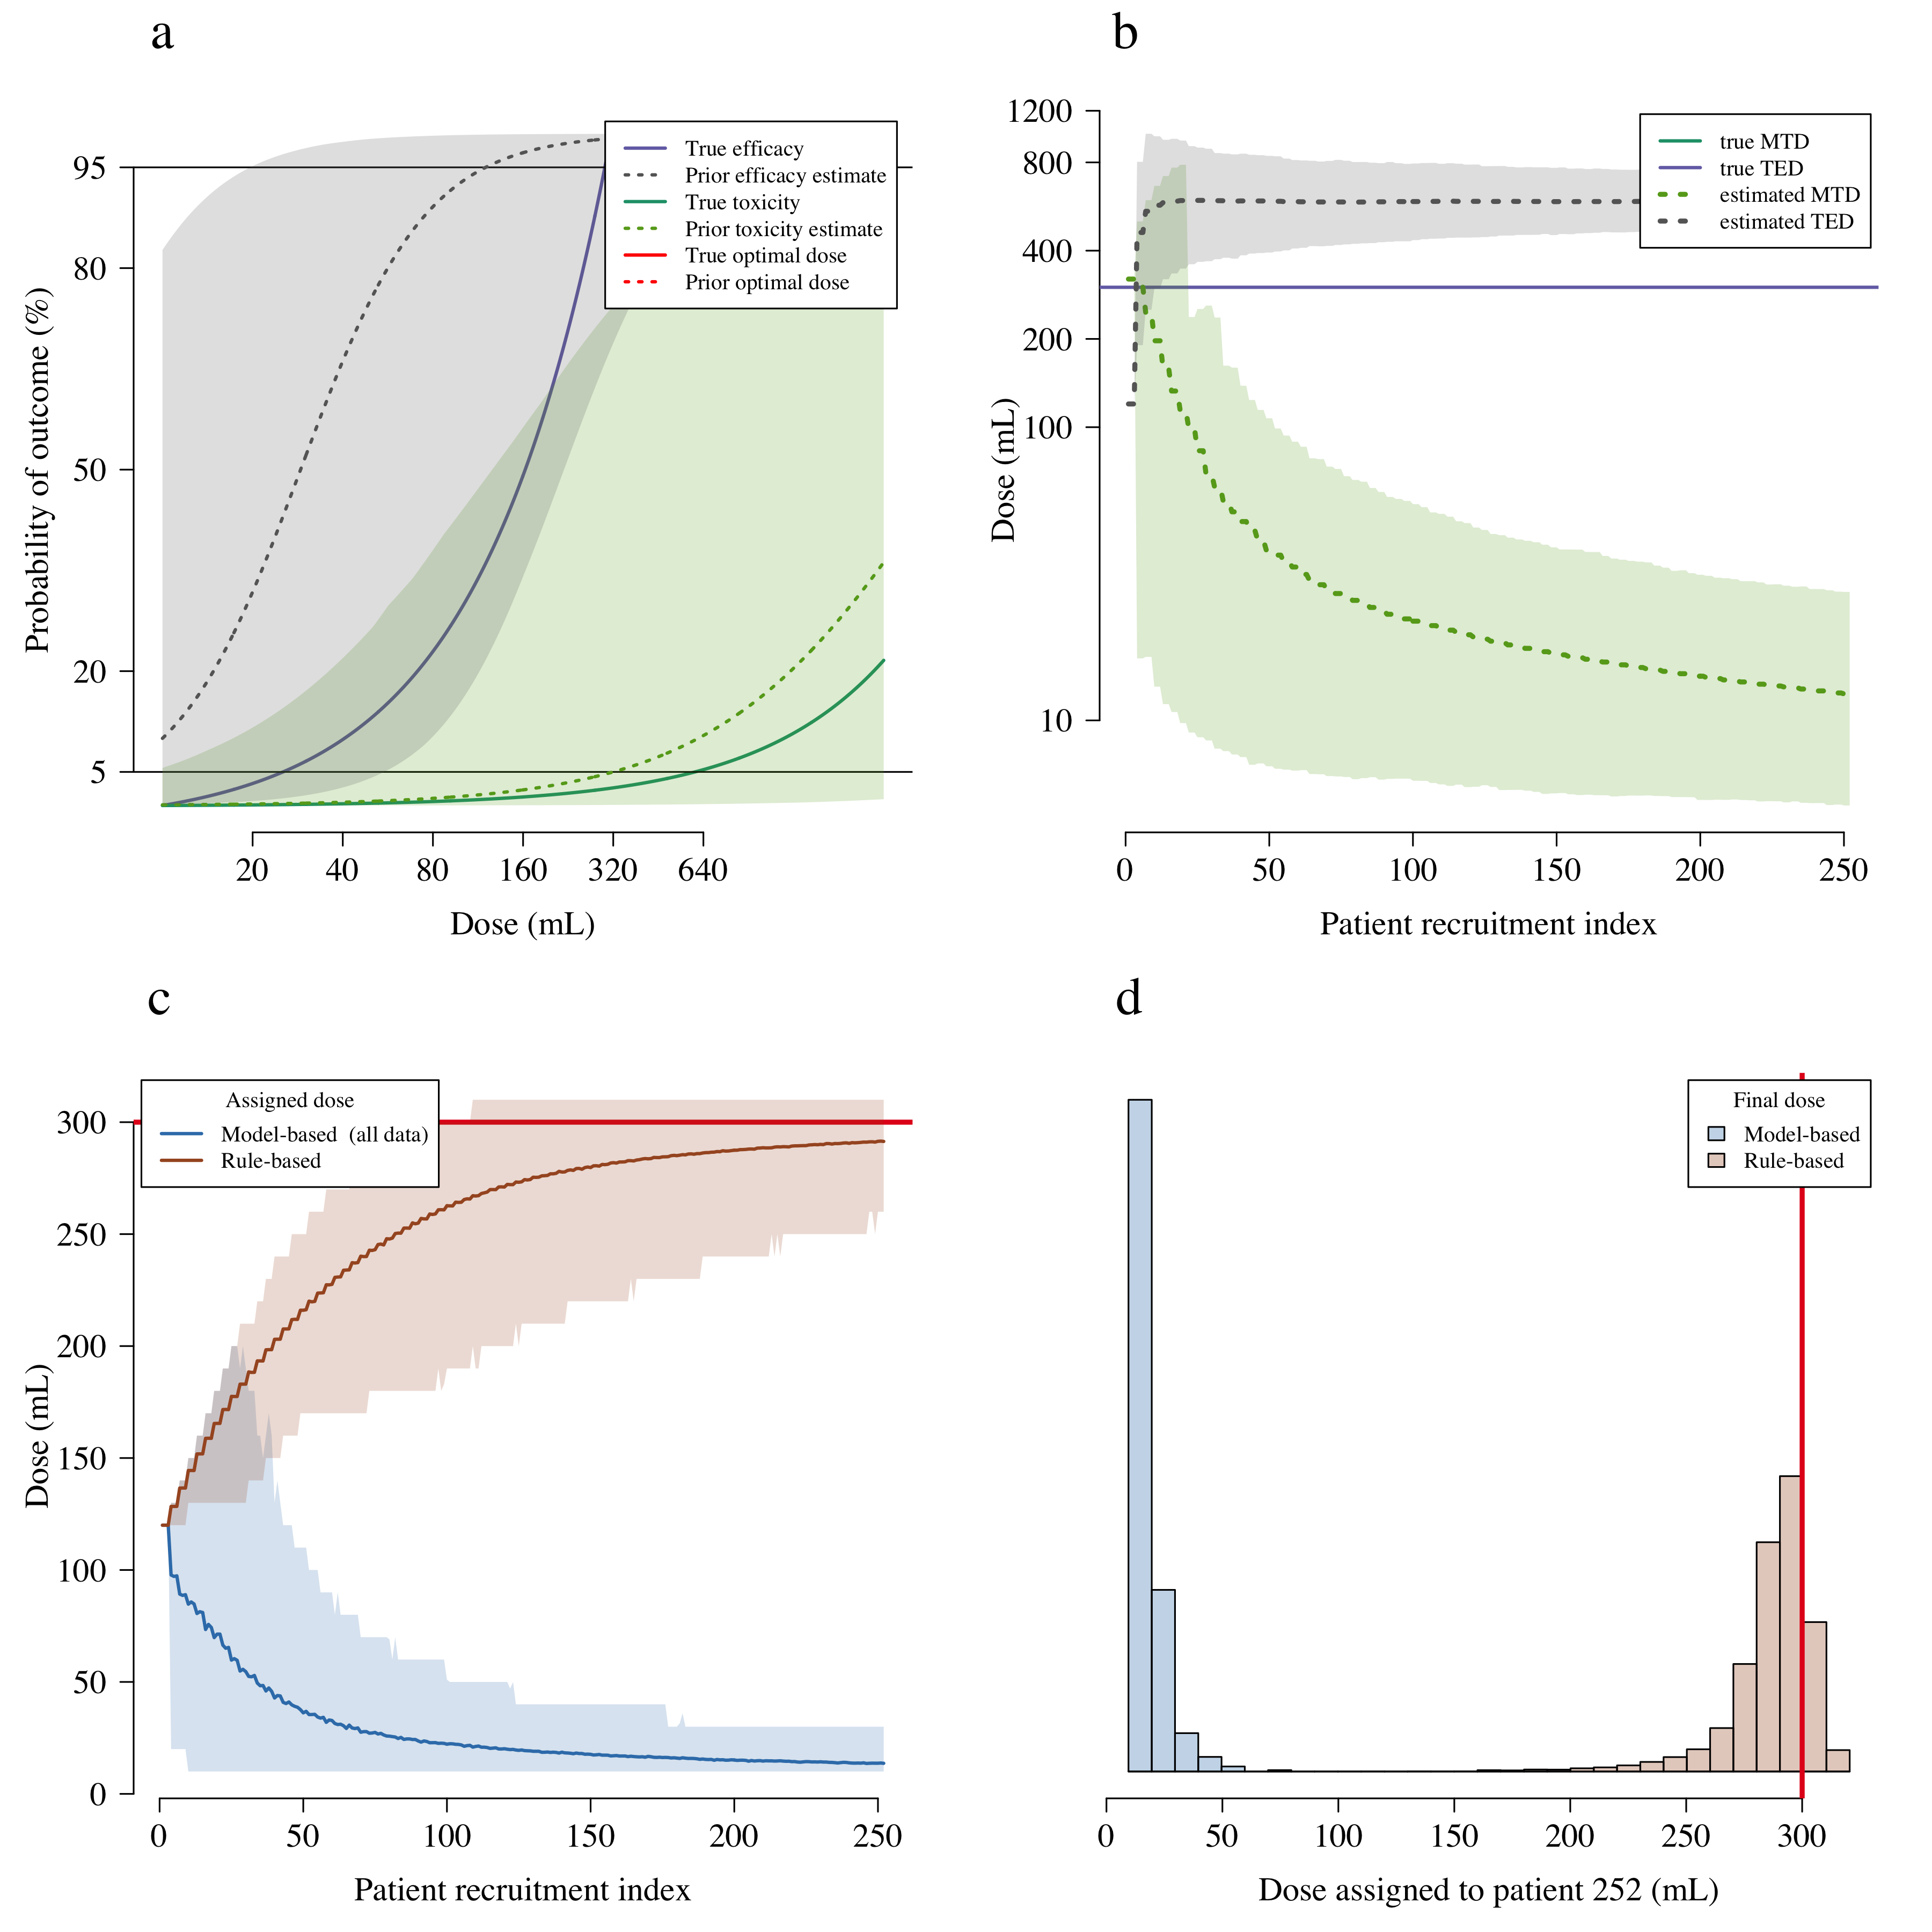 a
Probability of outcome (%)
95
80
50
20
5
True efficacy
Prior efficacy estimate
True toxicity
Prior toxicity estimate
True optimal dose
Prior optimal dose
20 40 80 160 320 640
Dose (mL)
b
Dose (mL)
1200
800
400
200
100
10
true MTD
true TED
estimated MTD
estimated TED
0 50 100 150 200 250
Patient recruitment index
c
Dose (mL)
300
250
200
150
100
50
0
Assigned dose
Model-based (all data)
Rule-based
0 50 100 150 200 250
Patient recruitment index
d
Final dose
Model-based
Rule-based
0 50 100 150 200 250 300
Dose assigned to patient 252 (mL)